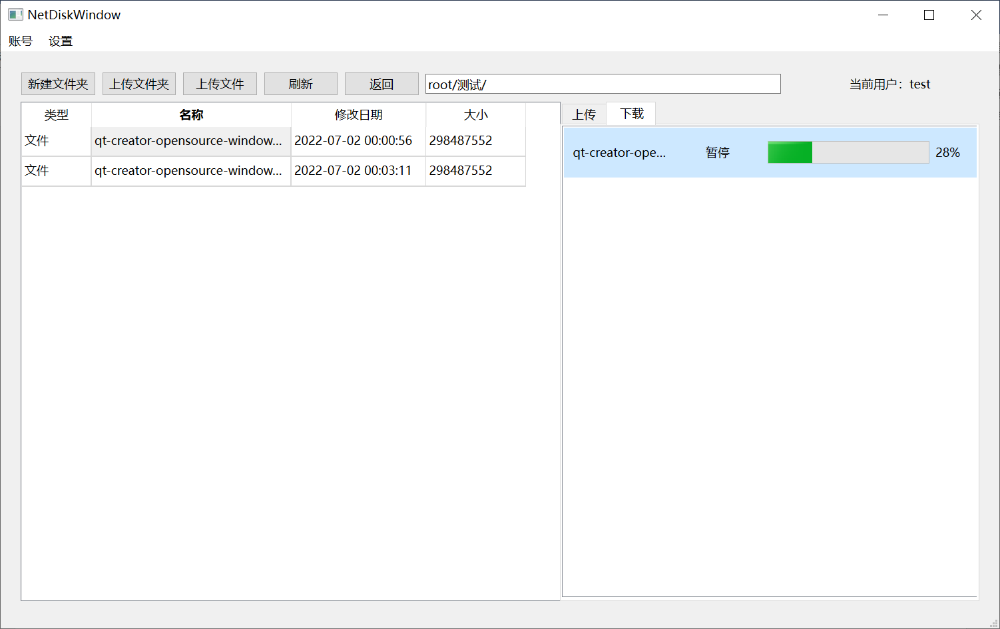 NetDiskWindow
账号 设置
新建文件夹 上传文件夹 上传文件 刷新 返回 root/测试/ 当前用户：test
类型 名称 修改日期 大小 上传 下载
文件 qt-creator-opensource-window... 2022-07-02 00:00:56 298487552
qt-creator-ope... 暂停 28%
文件 qt-creator-opensource-window... 2022-07-02 00:03:11 298487552